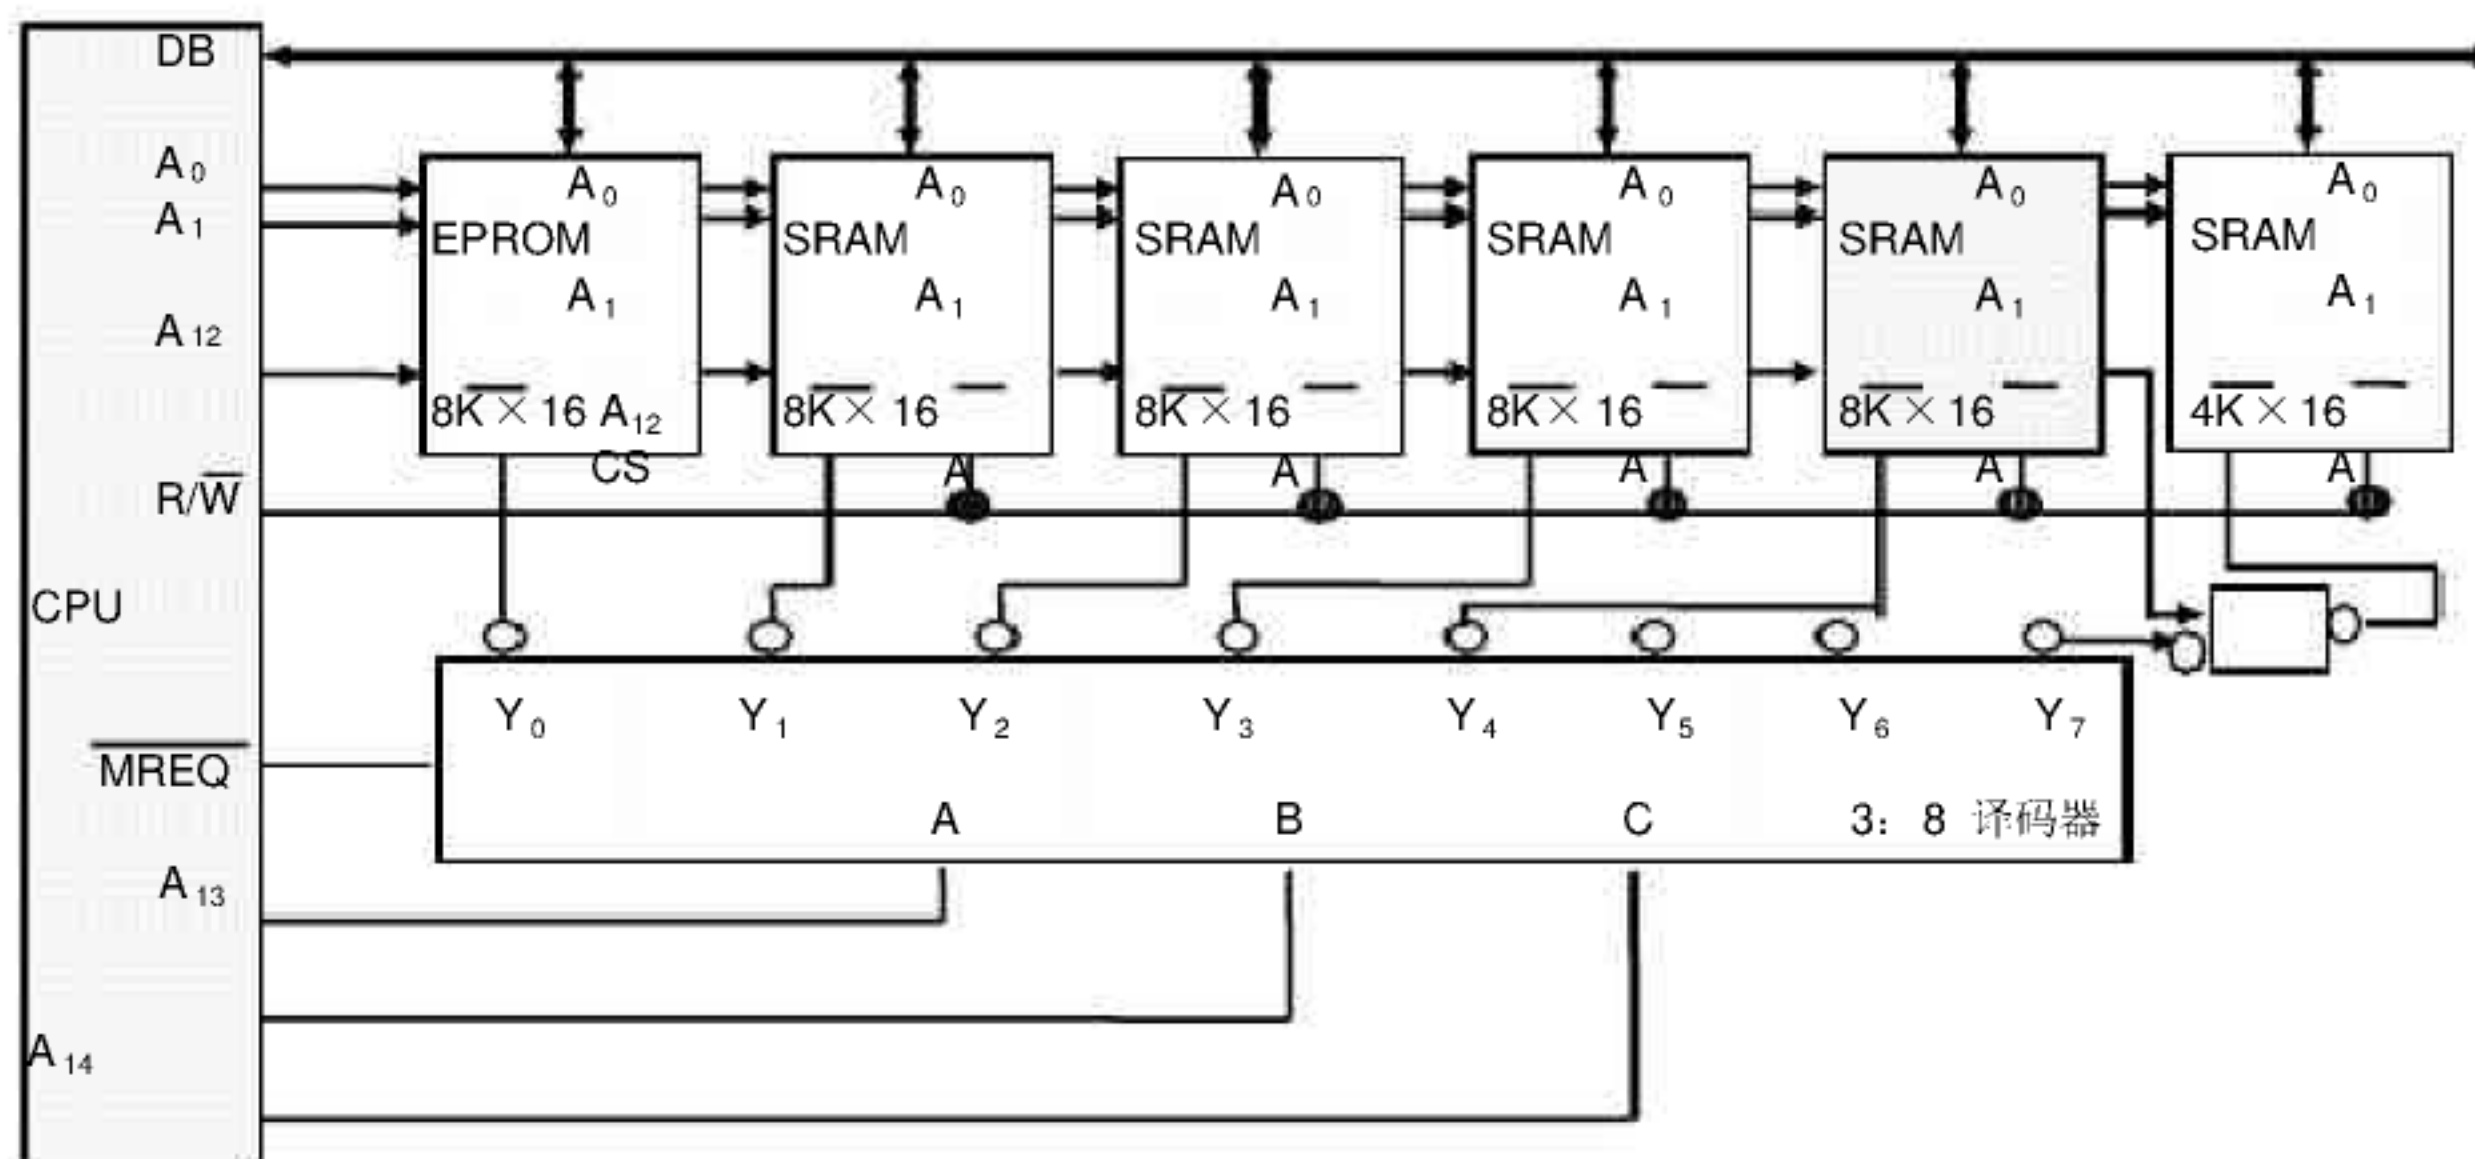 DB
A0
A1
A12
R/W
CPU
MREQ
A13
A14
A0
EPROM
A1
8K×16 A12
CS
A0
SRAM
A1
8K×16
A
A0
SRAM
A1
8K×16
A
A0
SRAM
A1
8K×16
A
A0
SRAM
A1
8K×16
A
A0
SRAM
A1
4K×16
A
Y0 Y1 Y2 Y3 Y4 Y5 Y6 Y7
A B C 3：8 译码器